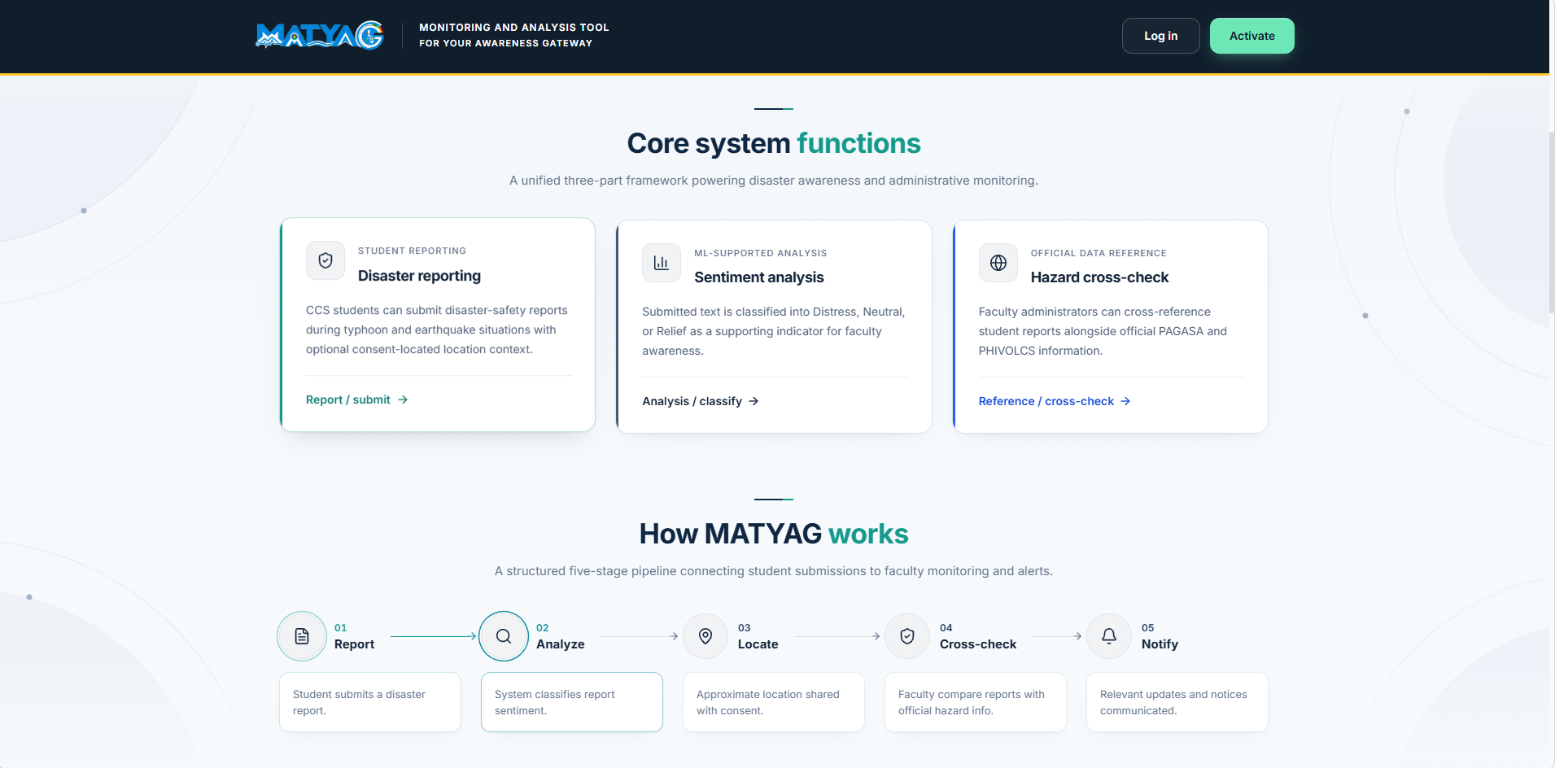 MATYAG
MONITORING AND ANALYSIS TOOL
FOR YOUR AWARENESS GATEWAY
Log in
Activate
Core system functions
A unified three-part framework powering disaster awareness and administrative monitoring.
STUDENT REPORTING
Disaster reporting
CCS students can submit disaster-safety reports
during typhoon and earthquake situations with
optional consent-located location context.
Report / submit →
ML-SUPPORTED ANALYSIS
Sentiment analysis
Submitted text is classified into Distress, Neutral,
or Relief as a supporting indicator for faculty
awareness.
Analysis / classify →
OFFICIAL DATA REFERENCE
Hazard cross-check
Faculty administrators can cross-reference
student reports alongside official PAGASA and
PHIVOLCS information.
Reference / cross-check →
How MATYAG works
A structured five-stage pipeline connecting student submissions to faculty monitoring and alerts.
01
Report
Student submits a disaster
report.
02
Analyze
System classifies report
sentiment.
03
Locate
Approximate location shared
with consent.
04
Cross-check
Faculty compare reports with
official hazard info.
05
Notify
Relevant updates and notices
communicated.